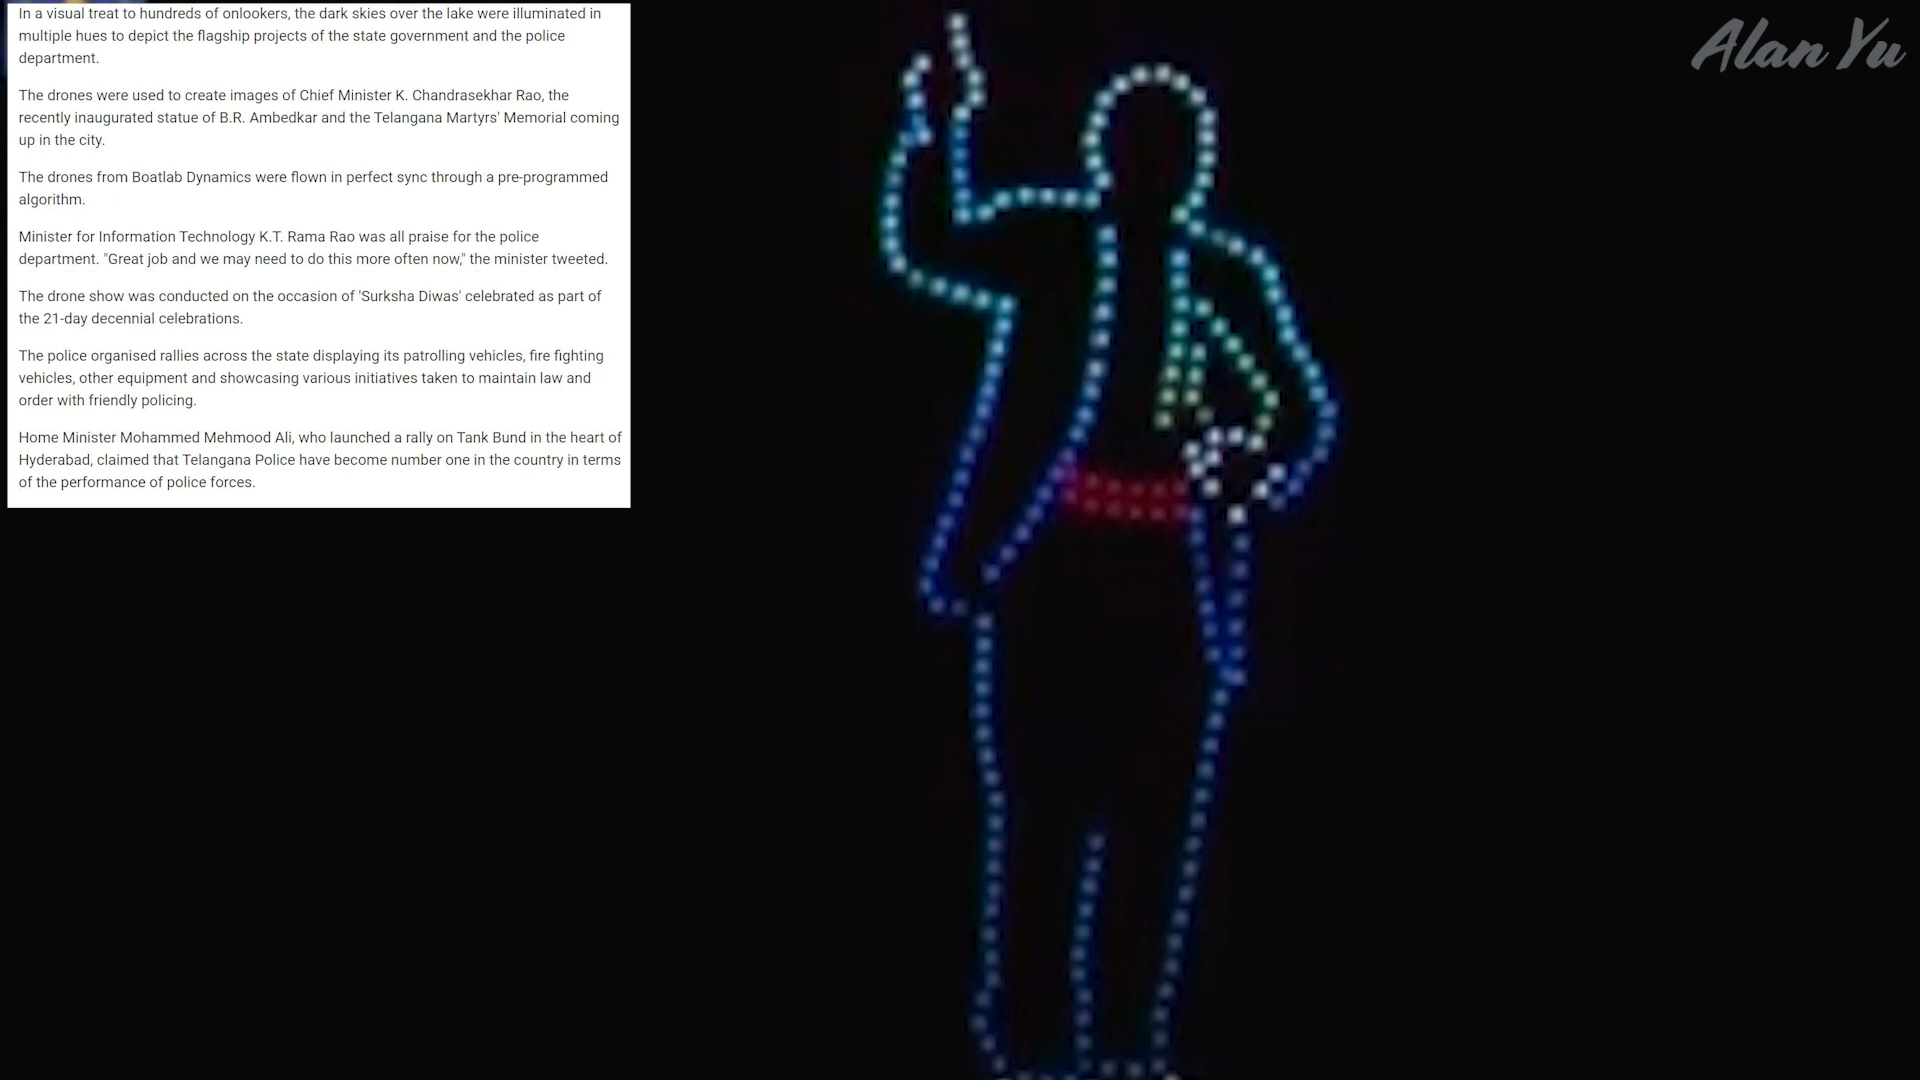 In a visual treat to hundreds of onlookers, the dark skies over the lake were illuminated in
multiple hues to depict the flagship projects of the state government and the police
department.
The drones were used to create images of Chief Minister K. Chandrasekhar Rao, the
recently inaugurated statue of B.R. Ambedkar and the Telangana Martyrs' Memorial coming
up in the city.
The drones from Boatlab Dynamics were flown in perfect sync through a pre-programmed
algorithm.
Minister for Information Technology K.T. Rama Rao was all praise for the police
department. "Great job and we may need to do this more often now," the minister tweeted.
The drone show was conducted on the occasion of 'Surksha Diwas' celebrated as part of
the 21-day decennial celebrations.
The police organised rallies across the state displaying its patrolling vehicles, fire fighting
vehicles, other equipment and showcasing various initiatives taken to maintain law and
order with friendly policing.
Home Minister Mohammed Mehmood Ali, who launched a rally on Tank Bund in the heart of
Hyderabad, claimed that Telangana Police have become number one in the country in terms
of the performance of police forces.
Alan Yu